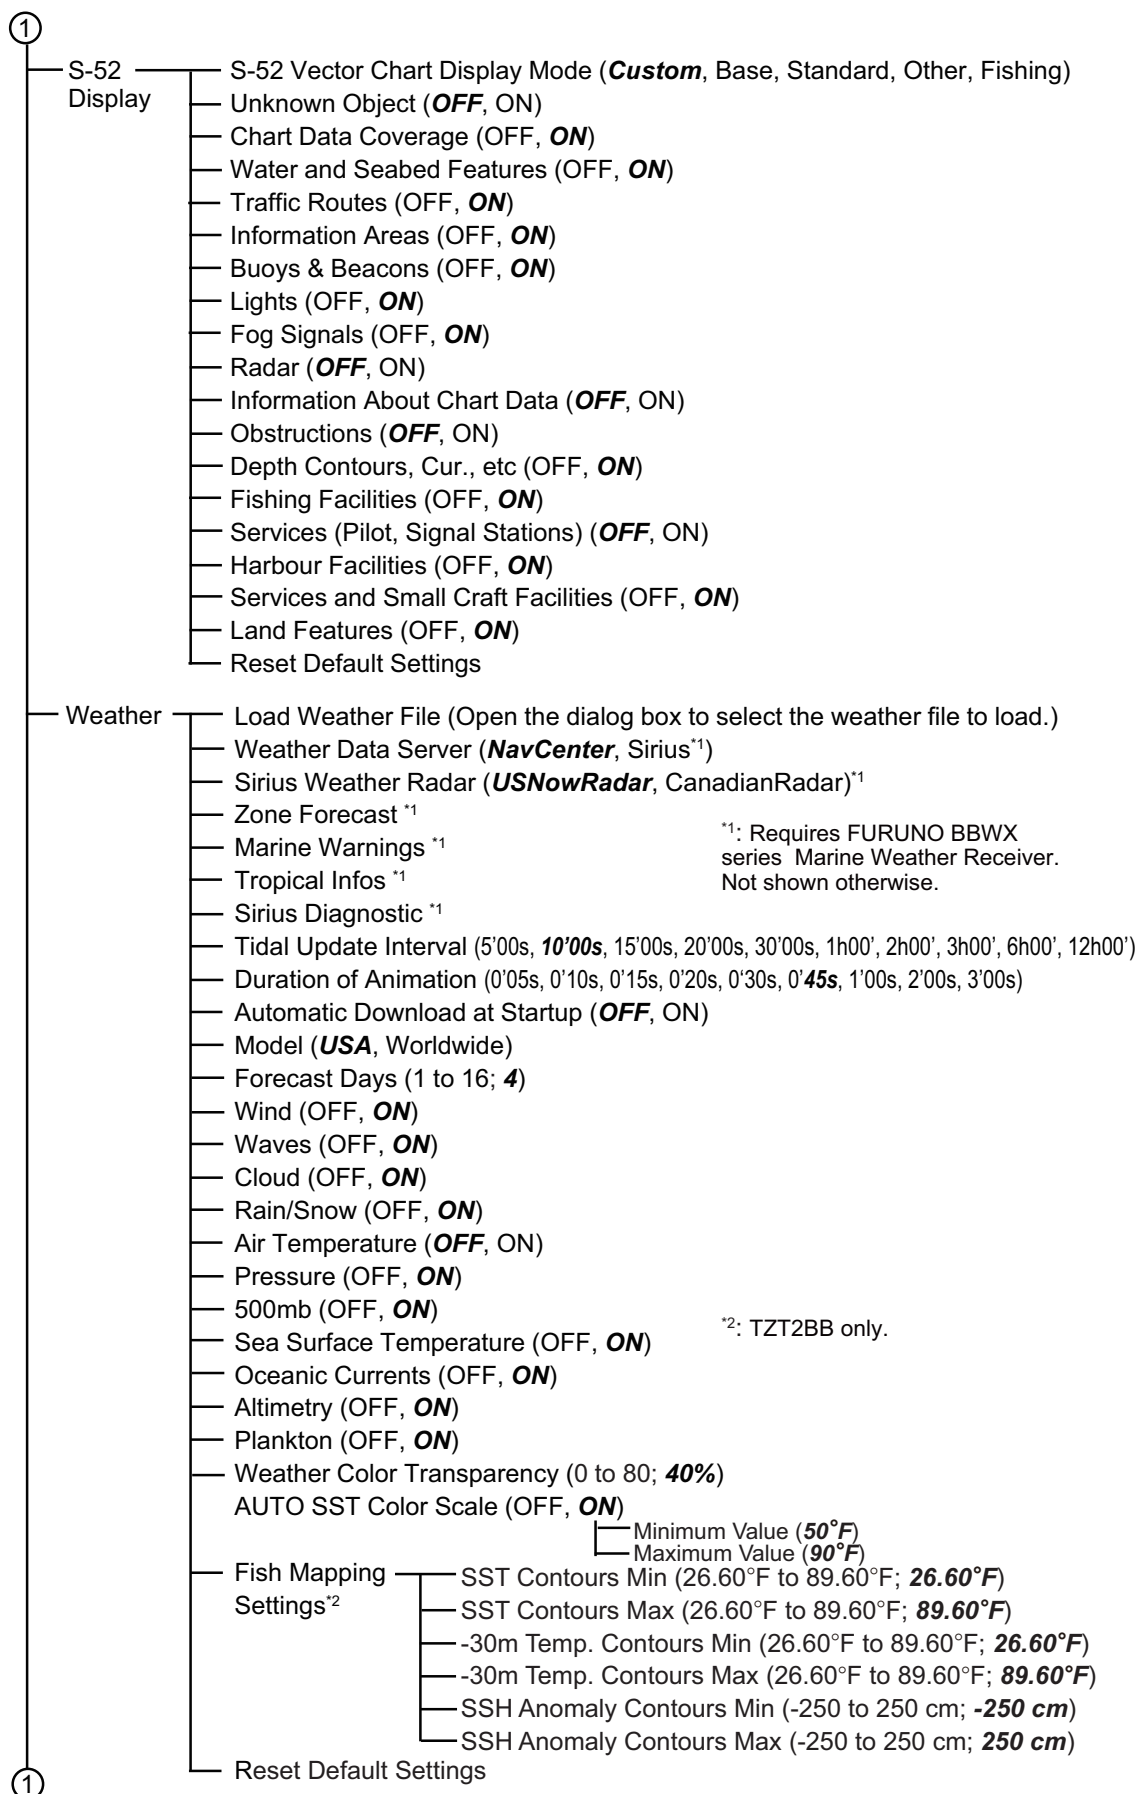 1
S-52
Display
S-52 Vector Chart Display Mode (Custom, Base, Standard, Other, Fishing)
Unknown Object (OFF, ON)
Chart Data Coverage (OFF, ON)
Water and Seabed Features (OFF, ON)
Traffic Routes (OFF, ON)
Information Areas (OFF, ON)
Buoys & Beacons (OFF, ON)
Lights (OFF, ON)
Fog Signals (OFF, ON)
Radar (OFF, ON)
Information About Chart Data (OFF, ON)
Obstructions (OFF, ON)
Depth Contours, Cur., etc (OFF, ON)
Fishing Facilities (OFF, ON)
Services (Pilot, Signal Stations) (OFF, ON)
Harbour Facilities (OFF, ON)
Services and Small Craft Facilities (OFF, ON)
Land Features (OFF, ON)
Reset Default Settings
Weather
Load Weather File (Open the dialog box to select the weather file to load.)
Weather Data Server (NavCenter, Sirius*1)
Sirius Weather Radar (USNowRadar, CanadianRadar)*1
Zone Forecast *1
Marine Warnings *1
Tropical Infos *1
Sirius Diagnostic *1
*1: Requires FURUNO BBWX
series Marine Weather Receiver.
Not shown otherwise.
Tidal Update Interval (5’00s, 10’00s, 15’00s, 20’00s, 30’00s, 1h00’, 2h00’, 3h00’, 6h00’, 12h00’)
Duration of Animation (0’05s, 0’10s, 0’15s, 0’20s, 0‘30s, 0’45s, 1’00s, 2’00s, 3’00s)
Automatic Download at Startup (OFF, ON)
Model (USA, Worldwide)
Forecast Days (1 to 16; 4)
Wind (OFF, ON)
Waves (OFF, ON)
Cloud (OFF, ON)
Rain/Snow (OFF, ON)
Air Temperature (OFF, ON)
Pressure (OFF, ON)
500mb (OFF, ON)
*2: TZT2BB only.
Sea Surface Temperature (OFF, ON)
Oceanic Currents (OFF, ON)
Altimetry (OFF, ON)
Plankton (OFF, ON)
Weather Color Transparency (0 to 80; 40%)
AUTO SST Color Scale (OFF, ON)
Minimum Value (50°F)
Maximum Value (90°F)
Fish Mapping
Settings*2
SST Contours Min (26.60°F to 89.60°F; 26.60°F)
SST Contours Max (26.60°F to 89.60°F; 89.60°F)
-30m Temp. Contours Min (26.60°F to 89.60°F; 26.60°F)
-30m Temp. Contours Max (26.60°F to 89.60°F; 89.60°F)
SSH Anomaly Contours Min (-250 to 250 cm; -250 cm)
SSH Anomaly Contours Max (-250 to 250 cm; 250 cm)
Reset Default Settings
1